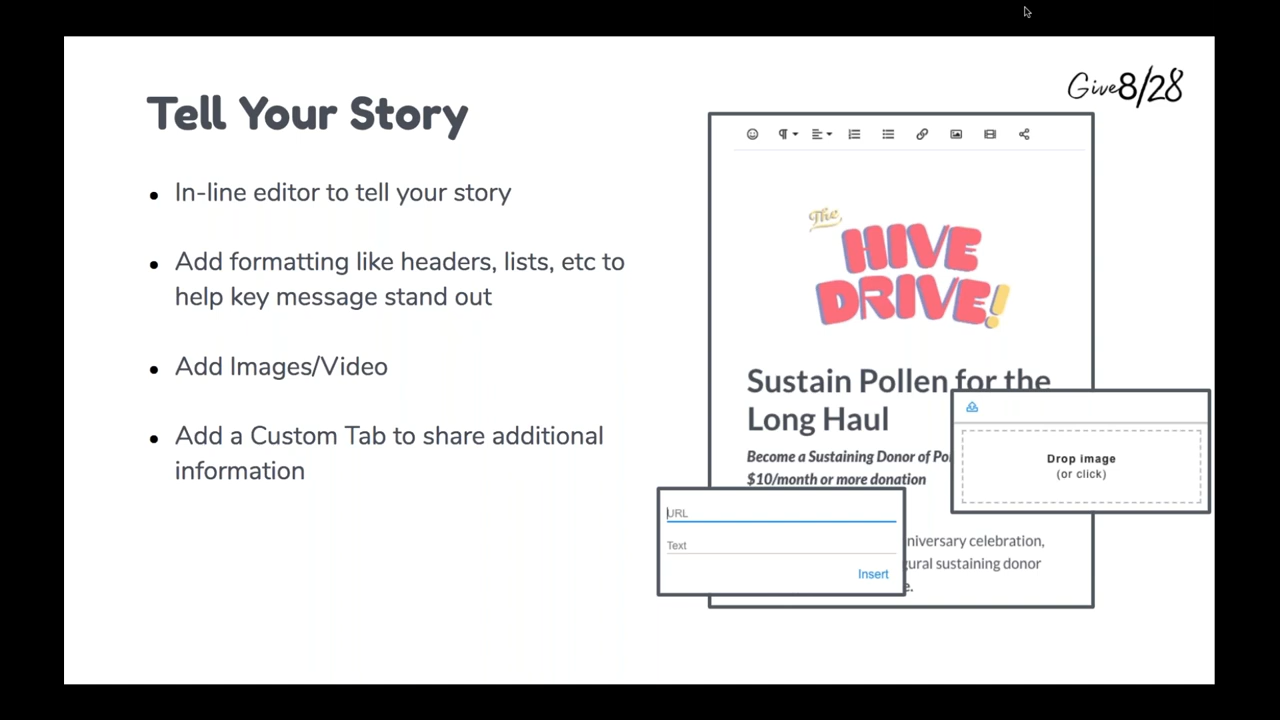 Give8/28
Tell Your Story
In-line editor to tell your story
Add formatting like headers, lists, etc to
help key message stand out
Add Images/Video
Add a Custom Tab to share additional
information
The
HIVE
DRIVE!
Sustain Pollen for the
Long Haul
Become a Sustaining Donor of
$10/month or more donation
Drop image
(or click)
URL
Text
Insert
celebration,
sustaining donor